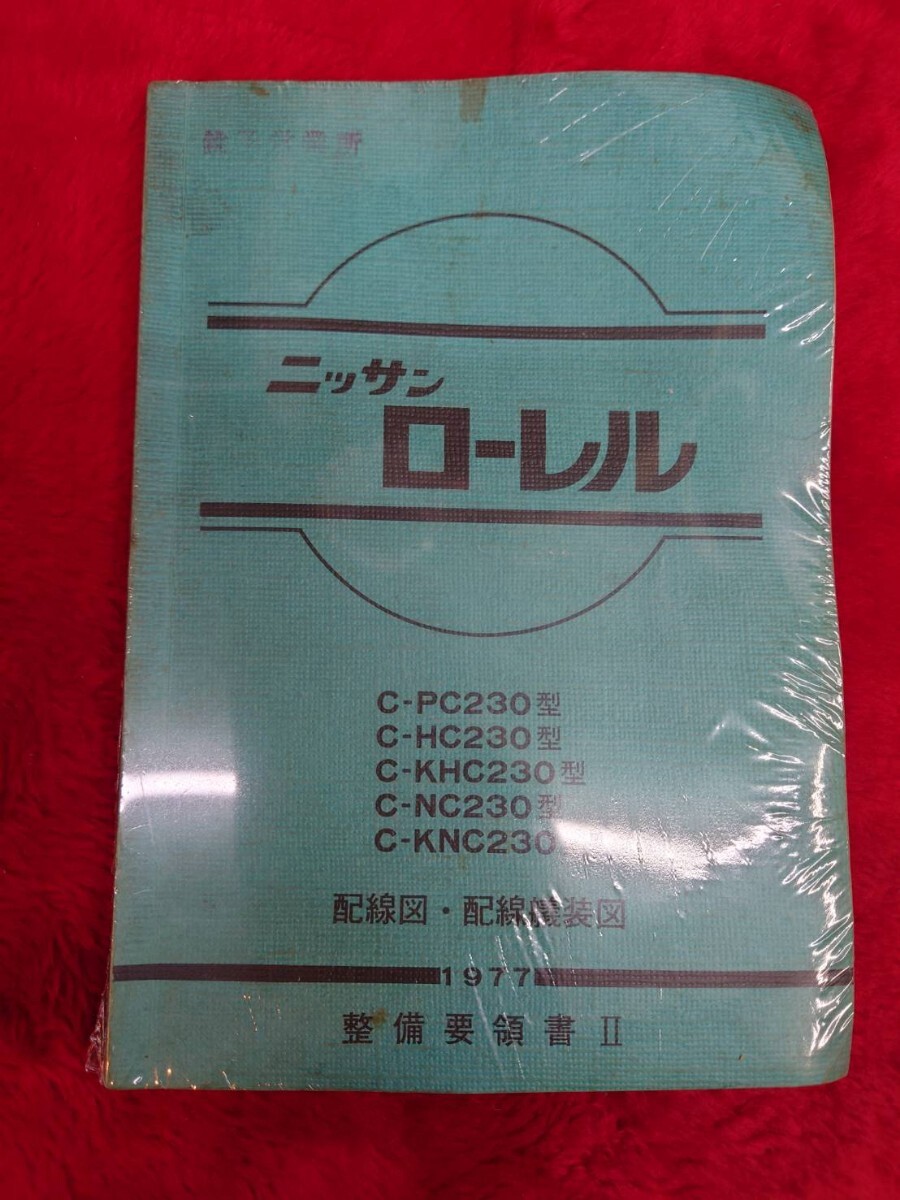 ニッサン
ローレル
C-PC230型
C-HC230型
C-KHC230型
C-NC230型
C-KNC230
配線図・配線艤装図
1977
整備要領書 II